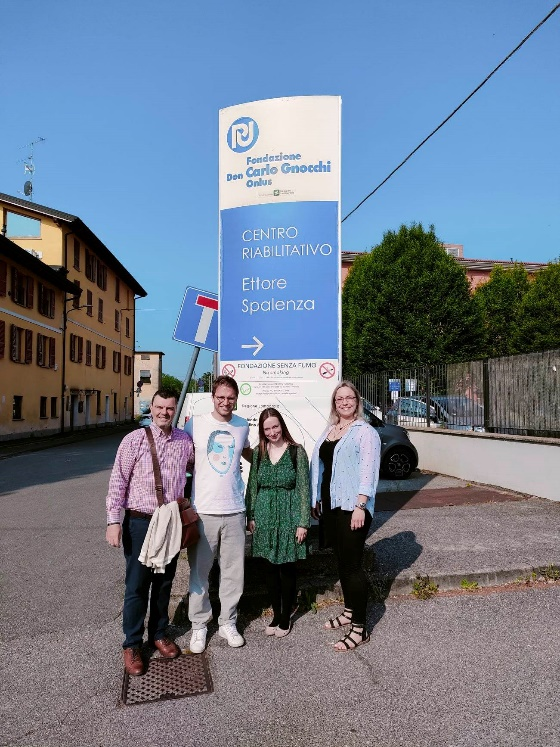 Fondazione
Don Carlo Gnocchi
Onlus
CENTRO
RIABILITATIVO
Ettore
Spalenza
FONDAZIONE SENZA FUMO